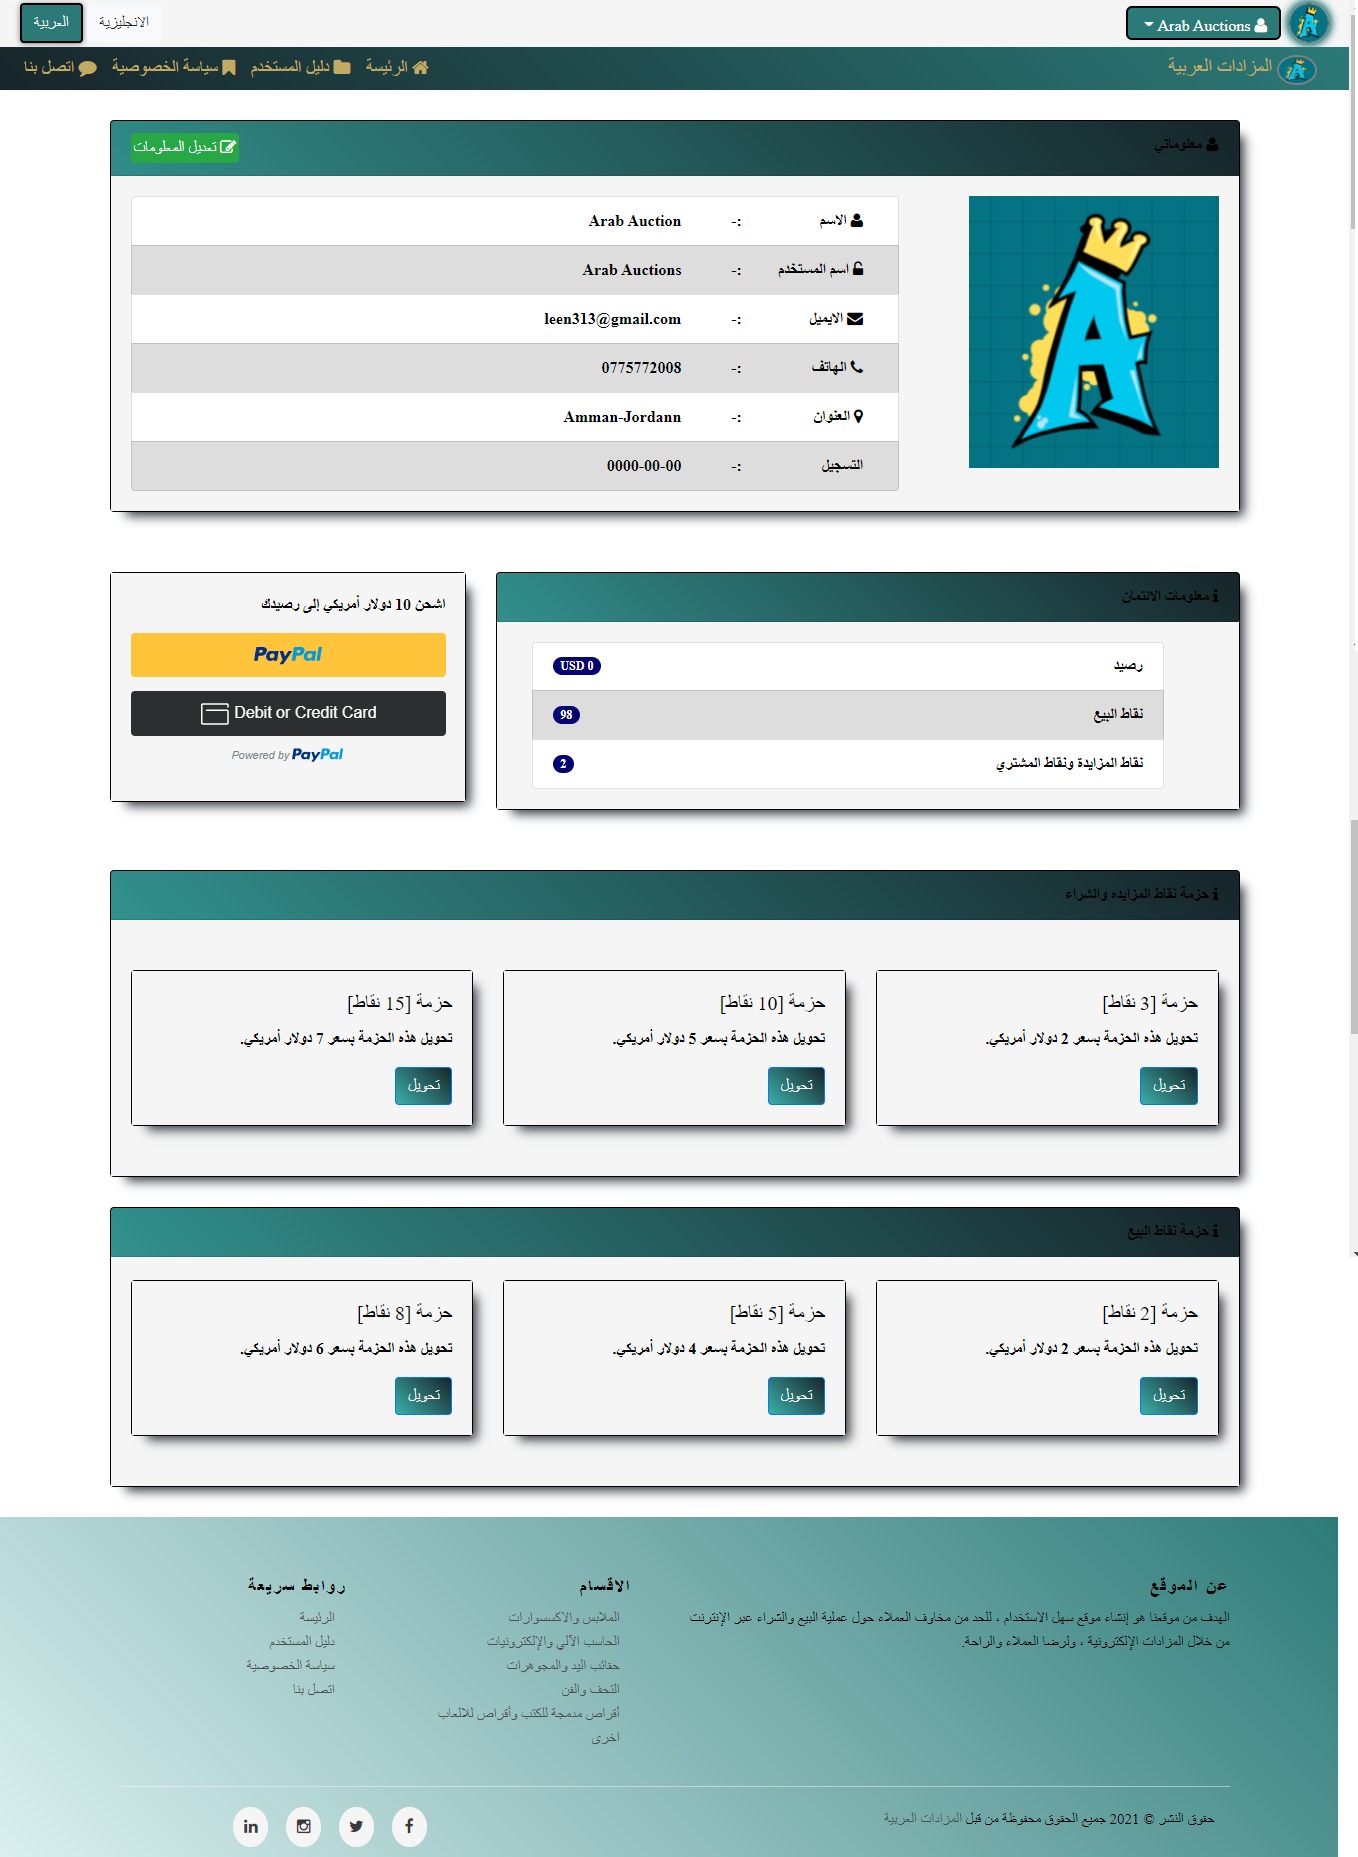 Arab Auctions
الانجليزية
العربية
المزادات العربية
الرئيسة
دليل المستخدم
سياسة الخصوصية
اتصل بنا
معلوماتي
تعديل المعلومات
الاسم :- Arab Auction
اسم المستخدم :- Arab Auctions
الايميل :- leen313@gmail.com
الهاتف :- 0775772008
العنوان :- Amman-Jordann
التسجيل :- 0000-00-00
معلومات الائتمان
رصيد USD 0
نقاط البيع 98
نقاط المزايدة ونقاط المشتري 2
اشحن 10 دولار أمريكي إلى رصيدك
PayPal
Debit or Credit Card
Powered by PayPal
حزمة نقاط المزايده والشراء
حزمة [3 نقاط]
تحويل هذه الحزمة بسعر 2 دولار أمريكي.
تحويل
حزمة [10 نقاط]
تحويل هذه الحزمة بسعر 5 دولار أمريكي.
تحويل
حزمة [15 نقاط]
تحويل هذه الحزمة بسعر 7 دولار أمريكي.
تحويل
حزمة نقاط البيع
حزمة [2 نقاط]
تحويل هذه الحزمة بسعر 2 دولار أمريكي.
تحويل
حزمة [5 نقاط]
تحويل هذه الحزمة بسعر 4 دولار أمريكي.
تحويل
حزمة [8 نقاط]
تحويل هذه الحزمة بسعر 6 دولار أمريكي.
تحويل
عن الموقع
الهدف من موقعنا هو إنشاء موقع سهل الاستخدام ، للحد من مخاوف العملاء حول عملية البيع والشراء عبر الإنترنت
من خلال المزادات الإلكترونية ، ولرضا العملاء والراحة.
الاقسام
الملابس والاكسسوارات
الحاسب الآلي والإلكترونيات
حقائب اليد والمجوهرات
التحف والفن
أقراص مدمجة للكتب وأقراص للالعاب
اخرى
روابط سريعة
الرئيسة
دليل المستخدم
سياسة الخصوصية
اتصل بنا
حقوق النشر © 2021 جميع الحقوق محفوظة من قبل المزادات العربية